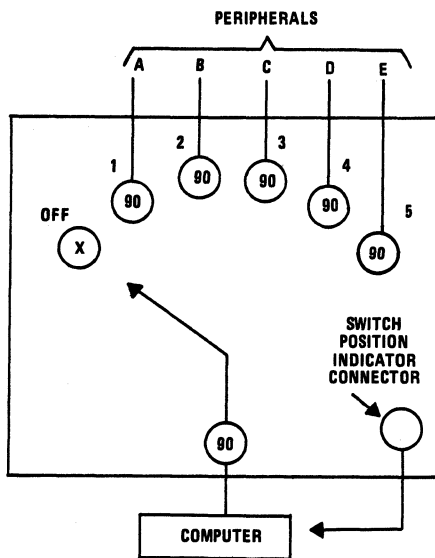 PERIPHERALS
A B C D E
1 2 3 4 5
90 90 90 90 90
OFF
X
SWITCH
POSITION
INDICATOR
CONNECTOR
90
COMPUTER